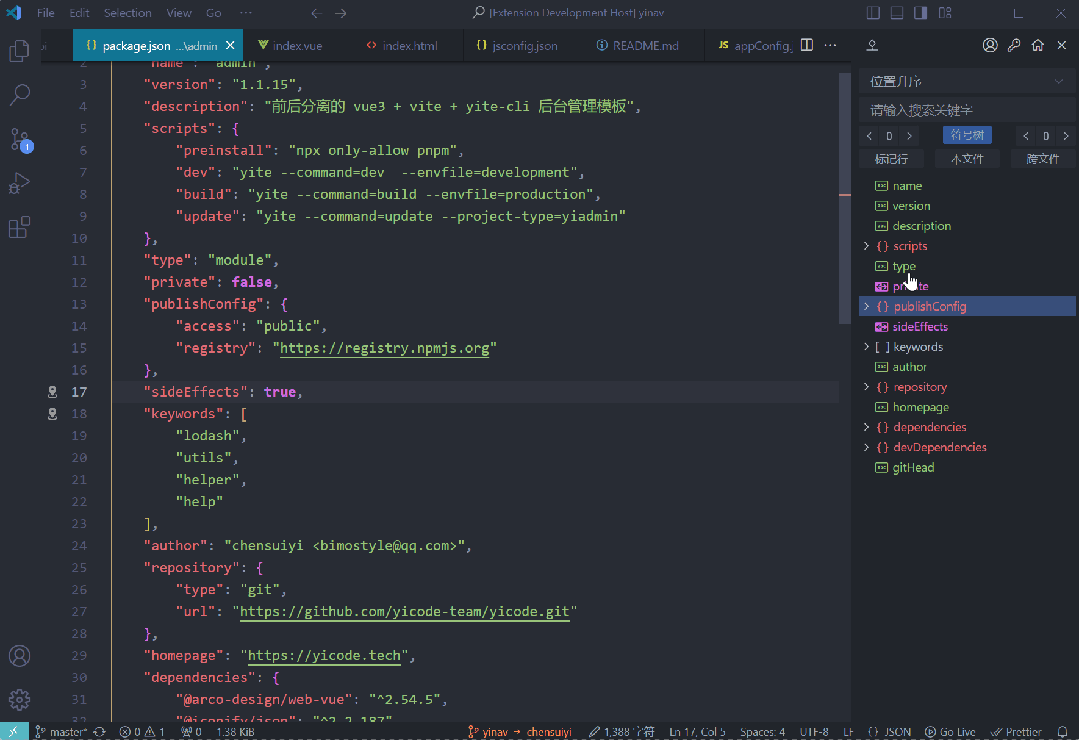 File Edit Selection View Go ··· [Extension Development Host] yinav
package.json ...\admin index.vue index.html jsconfig.json README.md appConfig.
2 "name": "admin",
3 "version": "1.1.15",
4 "description": "前后分离的 vue3 + vite + yite-cli 后台管理模板",
5 "scripts": {
6 "preinstall": "npx only-allow pnpm",
7 "dev": "yite --command=dev --envfile=development",
8 "build": "yite --command=build --envfile=production",
9 "update": "yite --command=update --project-type=yiadmin"
10 },
11 "type": "module",
12 "private": false,
13 "publishConfig": {
14 "access": "public",
15 "registry": "https://registry.npmjs.org"
16 },
17 "sideEffects": true,
18 "keywords": [
19 "lodash",
20 "utils",
21 "helper",
22 "help"
23 ],
24 "author": "chensuiyi <bimostyle@qq.com>",
25 "repository": {
26 "type": "git",
27 "url": "https://github.com/yicode-team/yicode.git"
28 },
29 "homepage": "https://yicode.tech",
30 "dependencies": {
31 "@arco-design/web-vue": "^2.54.5",
32 "@iconify/json": "^2.2.187"
位置升序
请输入搜索关键字
< 0 > 符号树 < 0 >
标记行 本文件 跨文件
name
version
description
{} scripts
type
private
{} publishConfig
sideEffects
[ ] keywords
author
{} repository
homepage
{} dependencies
{} devDependencies
gitHead
1
master* 0 1 0 1.38 KiB yinav → chensuiyi 1,388 字符 Ln 17, Col 5 Spaces: 4 UTF-8 LF {} JSON Go Live Prettier